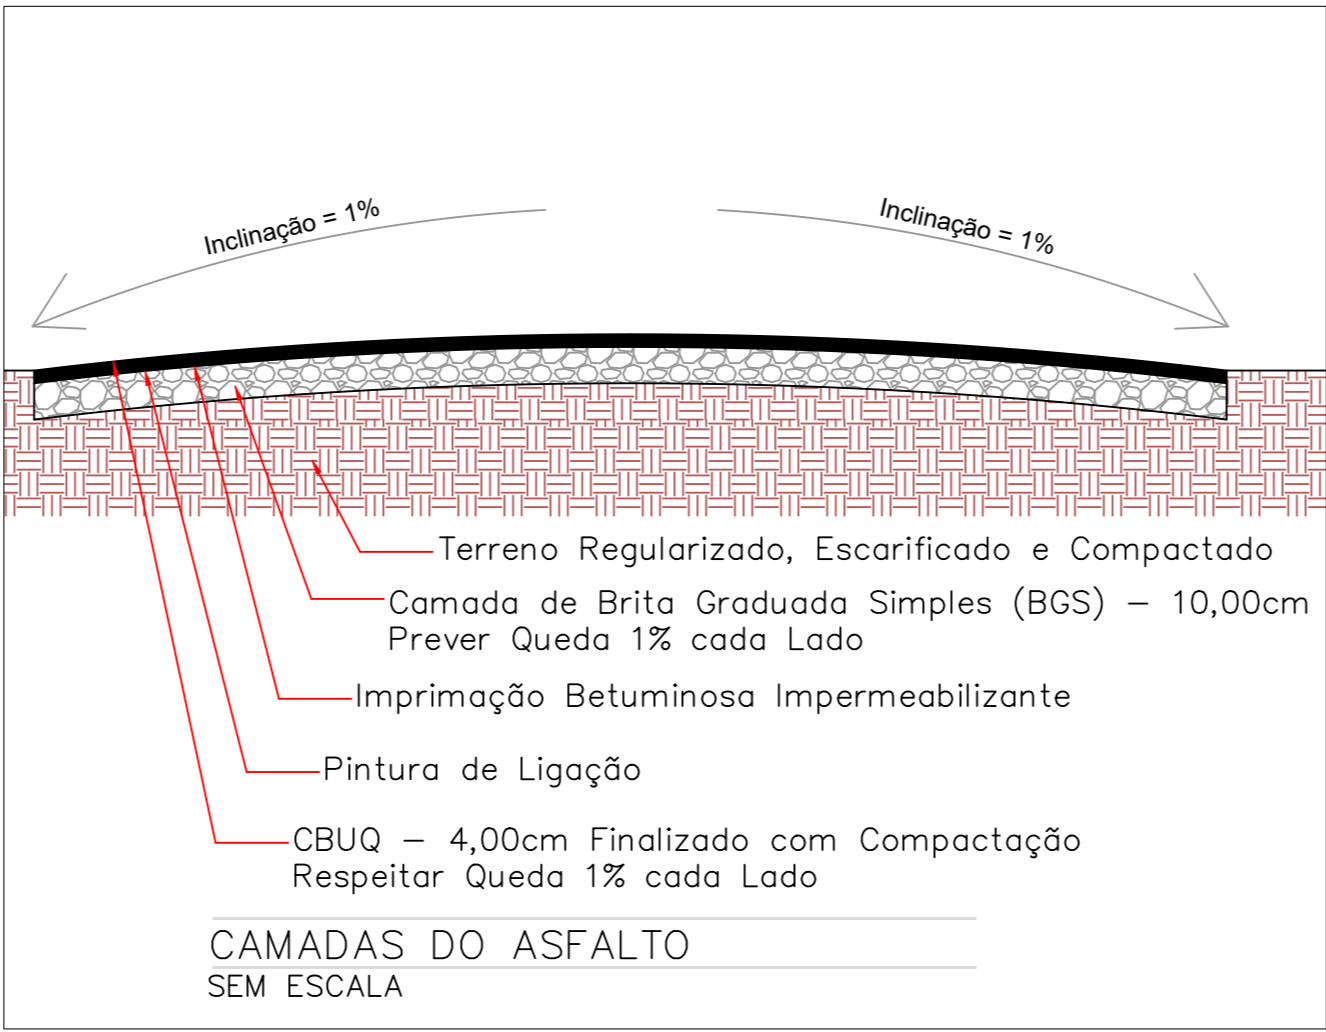 Inclinação = 1%
Inclinação = 1%
Terreno Regularizado, Escarificado e Compactado
Camada de Brita Graduada Simples (BGS) - 10,00cm
Prever Queda 1% cada Lado
Imprimação Betuminosa Impermeabilizante
Pintura de Ligação
CBUQ - 4,00cm Finalizado com Compactação
Respeitar Queda 1% cada Lado
CAMADAS DO ASFALTO
SEM ESCALA